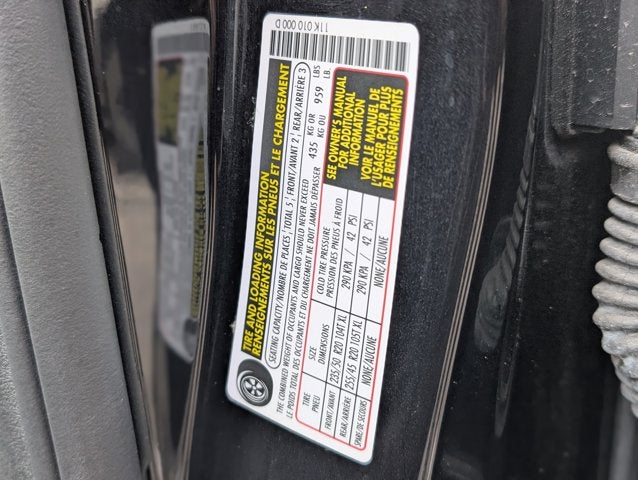 TIRE AND LOADING INFORMATION
RENSEIGNEMENTS SUR LES PNEUS ET LE CHARGEMENT
SEATING CAPACITY/NOMBRE DE PLACES ; TOTAL 5 ; FRONT/AVANT 2 ; REAR/ARRIÈRE 3
THE COMBINED WEIGHT OF OCCUPANTS AND CARGO SHOULD NEVER EXCEED 435 KG OR 959 LBS
LE POIDS TOTAL DES OCCUPANTS ET DU CHARGEMENT NE DOIT JAMAIS DÉPASSER KG OU LB.
TIRE SIZE COLD TIRE PRESSURE
PNEU DIMENSIONS PRESSION DES PNEUS À FROID
FRONT/AVANT 235/50 R20 104T XL 290 KPA / 42 PSI
REAR/ARRIÈRE 255/45 R20 105T XL 290 KPA / 42 PSI
SPARE/DE SECOURS NONE/AUCUNE NONE/AUCUNE
SEE OWNER'S MANUAL
FOR ADDITIONAL
INFORMATION
VOIR LE MANUEL DE
L'USAGER POUR PLUS
DE RENSEIGNEMENTS
11K 010 000 D